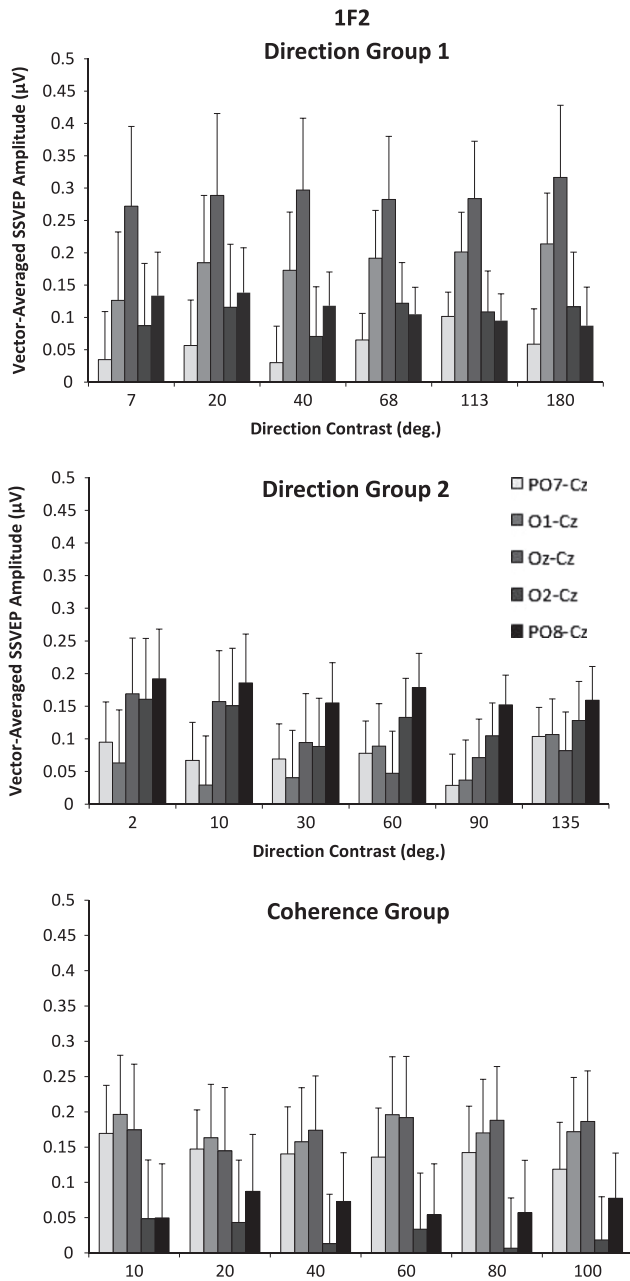 1F2
Direction Group 1
Vector-Averaged SSVEP Amplitude (µV)
0.5
0.45
0.4
0.35
0.3
0.25
0.2
0.15
0.1
0.05
0
7 20 40 68 113 180
Direction Contrast (deg.)
Direction Group 2
Vector-Averaged SSVEP Amplitude (µV)
0.5
0.45
0.4
0.35
0.3
0.25
0.2
0.15
0.1
0.05
0
PO7-Cz
O1-Cz
Oz-Cz
O2-Cz
PO8-Cz
2 10 30 60 90 135
Direction Contrast (deg.)
Coherence Group
0.5
0.45
0.4
0.35
0.3
0.25
0.2
0.15
0.1
0.05
0
10 20 40 60 80 100